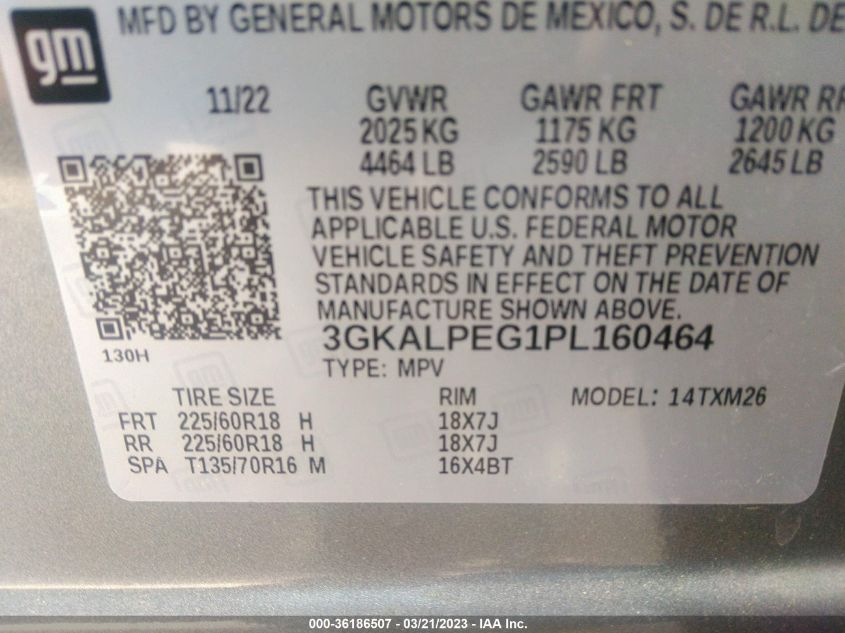 gm
MFD BY GENERAL MOTORS DE MEXICO, S. DE R.L. DE
11/22 GVWR GAWR FRT GAWR RR
2025 KG 1175 KG 1200 KG
4464 LB 2590 LB 2645 LB
THIS VEHICLE CONFORMS TO ALL
APPLICABLE U.S. FEDERAL MOTOR
VEHICLE SAFETY AND THEFT PREVENTION
STANDARDS IN EFFECT ON THE DATE OF
MANUFACTURE SHOWN ABOVE.
3GKALPEG1PL160464
130H
TYPE: MPV
TIRE SIZE RIM MODEL: 14TXM26
FRT 225/60R18 H 18X7J
RR 225/60R18 H 18X7J
SPA T135/70R16 M 16X4BT
000-36186507 — 03/21/2023 — IAA Inc.